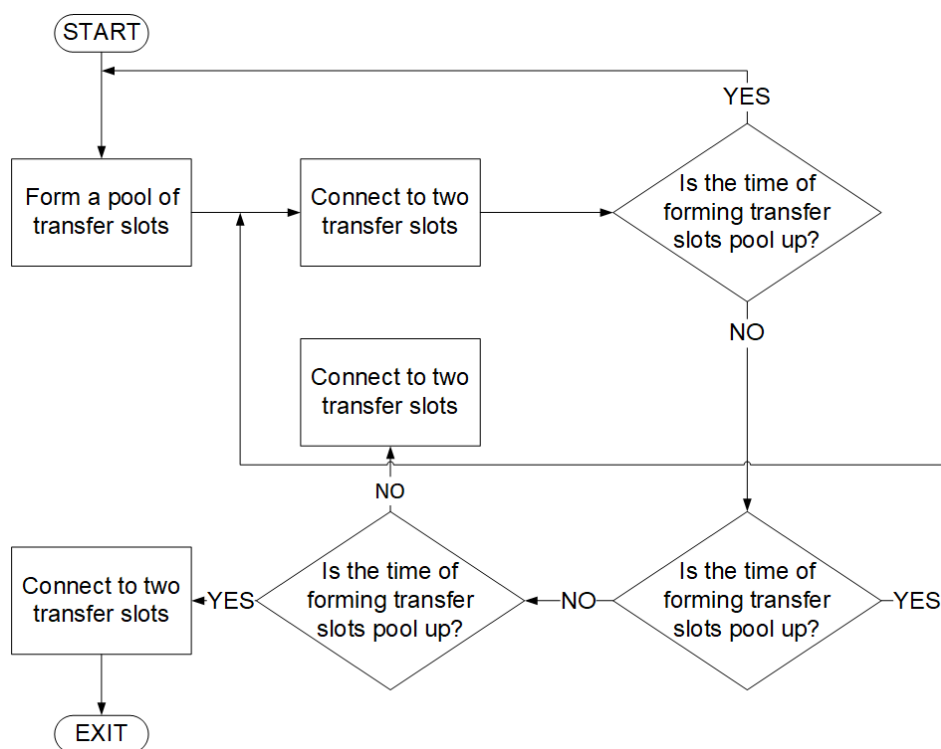 START
YES
Form a pool of
transfer slots
Connect to two
transfer slots
Is the time of
forming transfer
slots pool up?
NO
Connect to two
transfer slots
NO
Connect to two
transfer slots
YES
Is the time of
forming transfer
slots pool up?
NO
Is the time of
forming transfer
slots pool up?
YES
EXIT